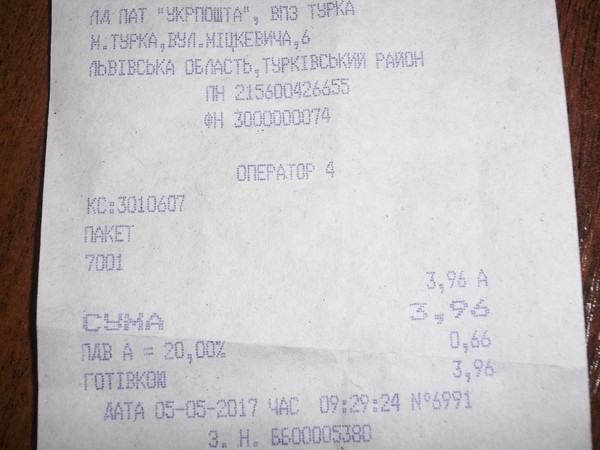 ЛД ПАТ "УКРПОШТА", ВПЗ ТУРКА
М.ТУРКА,ВУЛ.МІЦКЕВИЧА,6
ЛЬВІВСЬКА ОБЛАСТЬ,ТУРКІВСЬКИЙ РАЙОН
ПН 215600426655
ФН 3000000074
ОПЕРАТОР 4
КС:3010607
ПАКЕТ
7001
3,96 А
СУМА 3,96
ПДВ А = 20,00% 0,66
ГОТІВКОЮ 3,96
ДАТА 05-05-2017 ЧАС 09:29:24 №6991
З. Н. ББ00005380